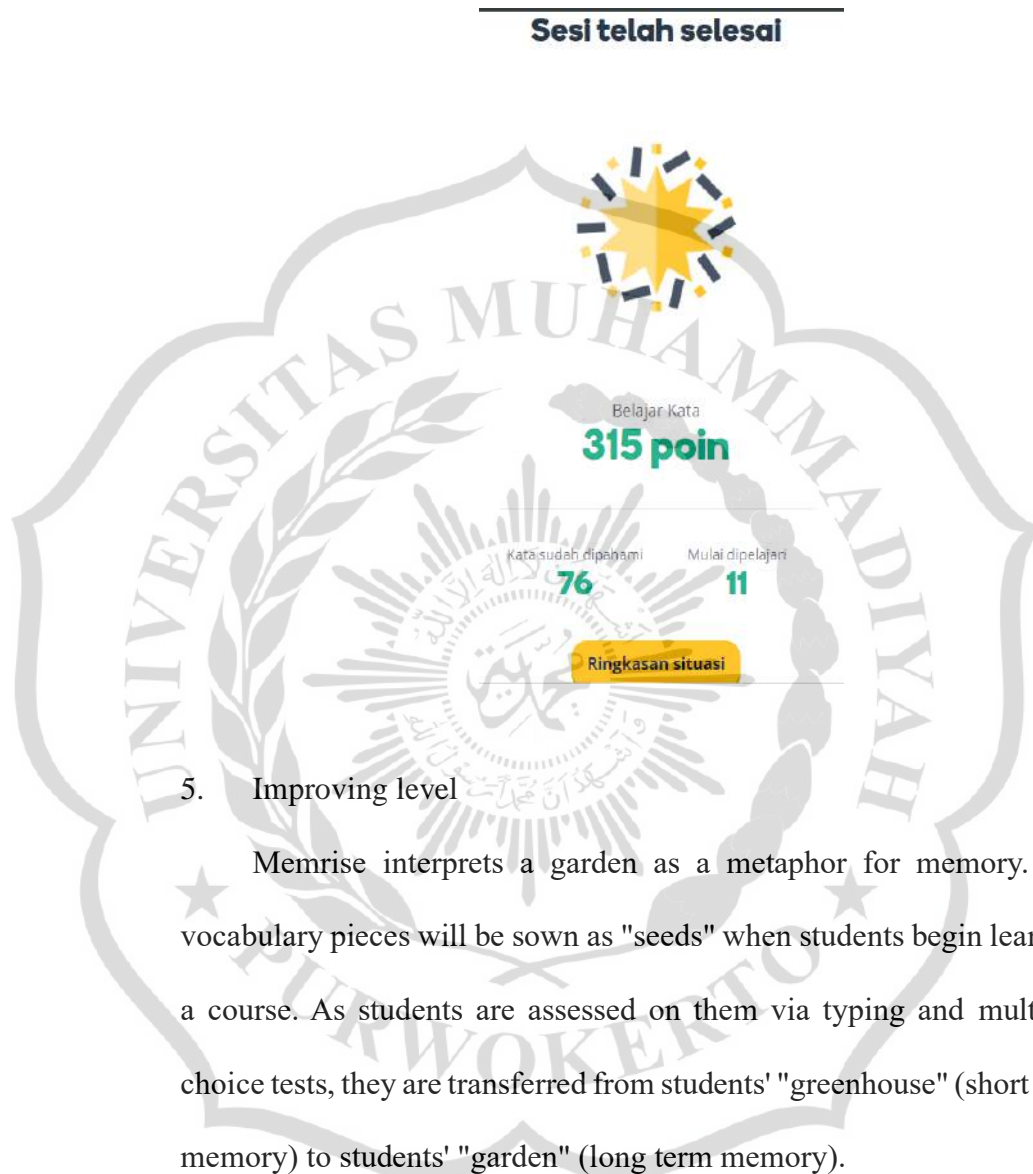 Sesi telah selesai
Belajar Kata
315 poin
Kata sudah dipahami Mulai dipelajari
76 11
Ringkasan situasi
UNIVERSITAS MUHAMMADIYAH
PURWOKERTO
5. Improving level
Memrise interprets a garden as a metaphor for memory.
vocabulary pieces will be sown as "seeds" when students begin lear
a course. As students are assessed on them via typing and mult
choice tests, they are transferred from students' "greenhouse" (short
memory) to students' "garden" (long term memory).